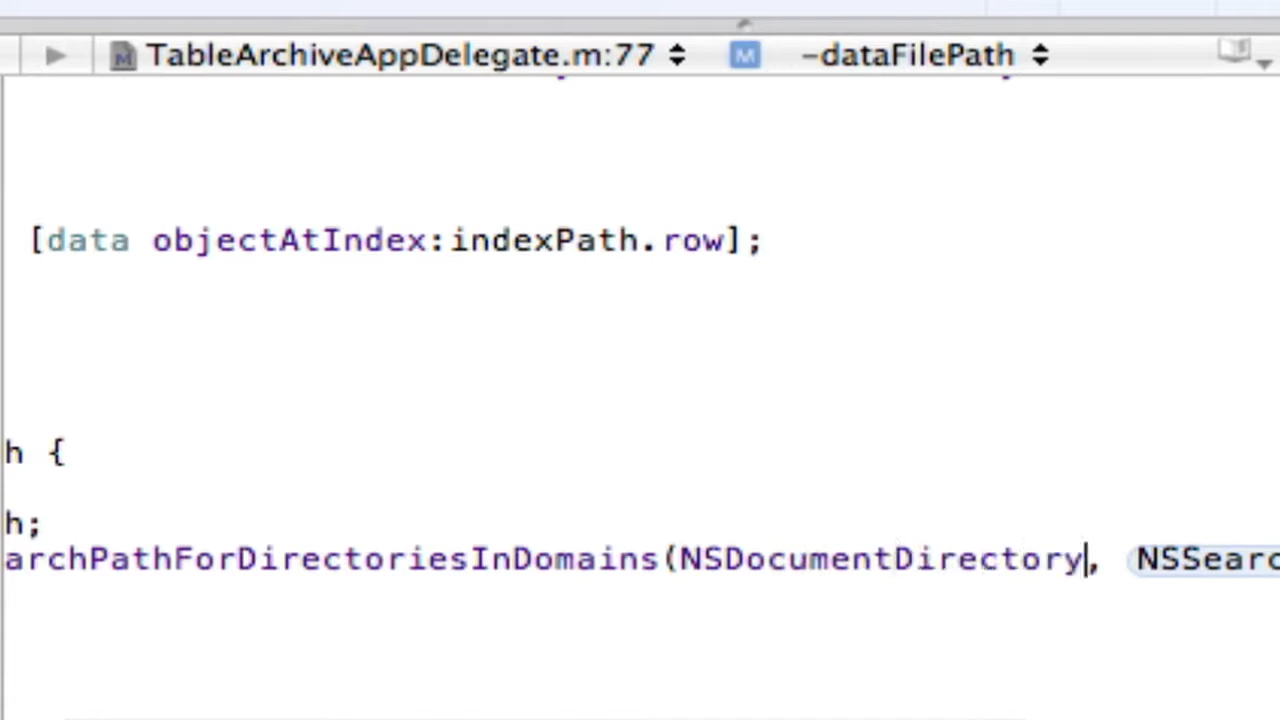 TableArchiveAppDelegate.m:77 M -dataFilePath
[data objectAtIndex:indexPath.row];
h {
h;
archPathForDirectoriesInDomains(NSDocumentDirectory, NSSearc